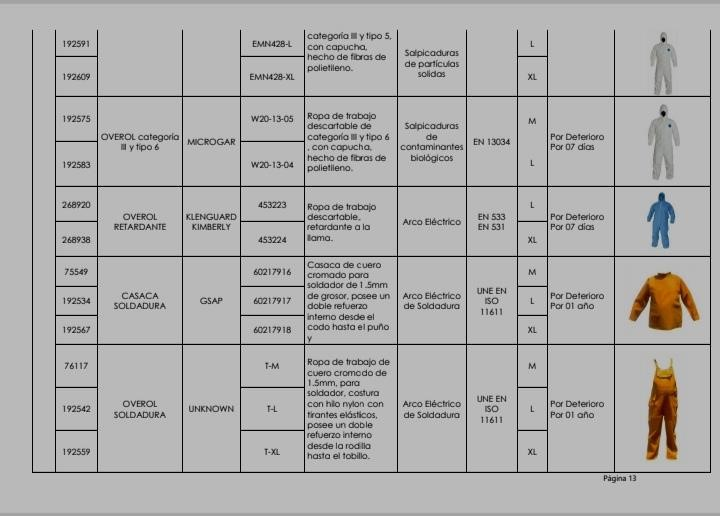 192591
EMN428-L
categoría III y tipo 5,
con capucha,
hecho de fibras de
polietileno.
Salpicaduras
de partículas
solidas
L
192609
EMN428-XL
XL
192575
OVEROL categoría
III y tipo 6
MICROGAR
W20-13-05
Ropa de trabajo
descartable de
categoría III y tipo 6
, con capucha,
hecho de fibras de
polietileno.
Salpicaduras
de
contaminantes
biológicos
EN 13034
M
Por Deterioro
Por 07 días
192583
W20-13-04
L
268920
OVEROL
RETARDANTE
KLENGUARD
KIMBERLY
453223
Ropa de trabajo
descartable,
retardante a la
llama.
Arco Eléctrico
EN 533
EN 531
L
Por Deterioro
Por 07 días
268938
453224
XL
75549
CASACA
SOLDADURA
GSAP
60217916
Casaca de cuero
cromado para
soldador de 1.5mm
de grosor, posee un
doble refuerzo
interno desde el
codo hasta el puño
y
Arco Eléctrico
de Soldadura
UNE EN
ISO
11611
M
Por Deterioro
Por 01 año
192534
60217917
L
192567
60217918
XL
76117
OVEROL
SOLDADURA
UNKNOWN
T-M
Ropa de trabajo de
cuero cromado de
1.5mm, para
soldador, costura
con hilo nylon con
tirantes elásticos,
posee un doble
refuerzo interno
desde la rodilla
hasta el tobillo.
Arco Eléctrico
de Soldadura
UNE EN
ISO
11611
M
Por Deterioro
Por 01 año
192542
T-L
L
192559
T-XL
XL
Página 13